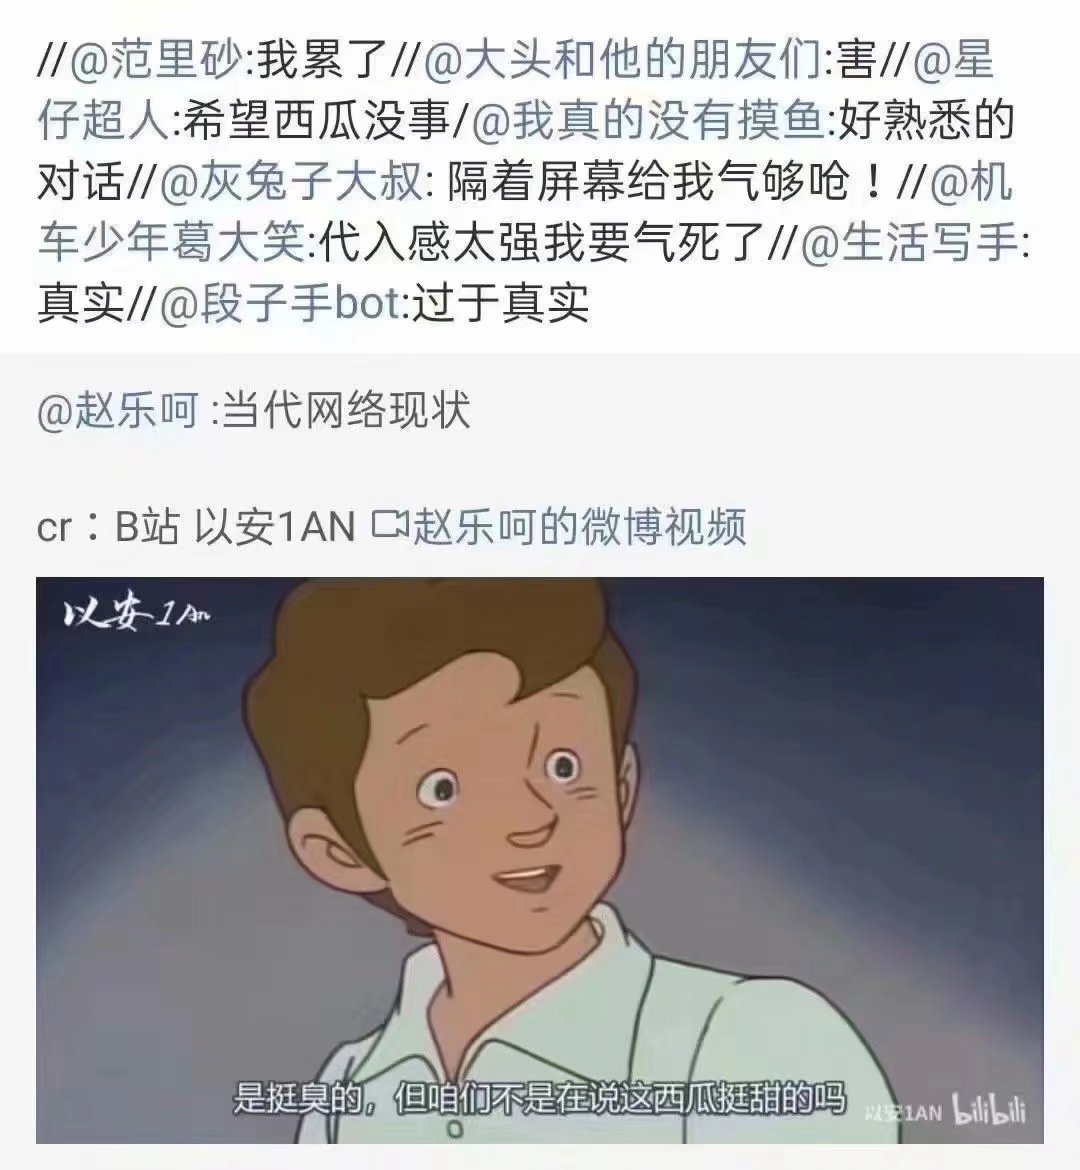 //@范里砂:我累了//@大头和他的朋友们:害//@星
仔超人:希望西瓜没事/@我真的没有摸鱼:好熟悉的
对话//@灰兔子大叔: 隔着屏幕给我气够呛！//@机
车少年葛大笑:代入感太强我要气死了//@生活写手:
真实//@段子手bot:过于真实
@赵乐呵 :当代网络现状
cr：B站 以安1AN 赵乐呵的微博视频
以安1An
是挺臭的，但咱们不是在说这西瓜挺甜的吗
以安1AN bilibili